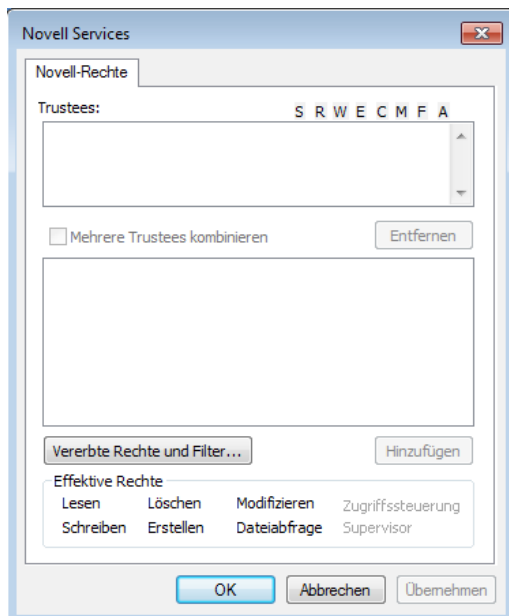 Novell Services
Novell-Rechte
Trustees: S R W E C M F A
Mehrere Trustees kombinieren Entfernen
Vererbte Rechte und Filter... Hinzufügen
Effektive Rechte
Lesen Löschen Modifizieren Zugriffssteuerung
Schreiben Erstellen Dateiabfrage Supervisor
OK Abbrechen Übernehmen